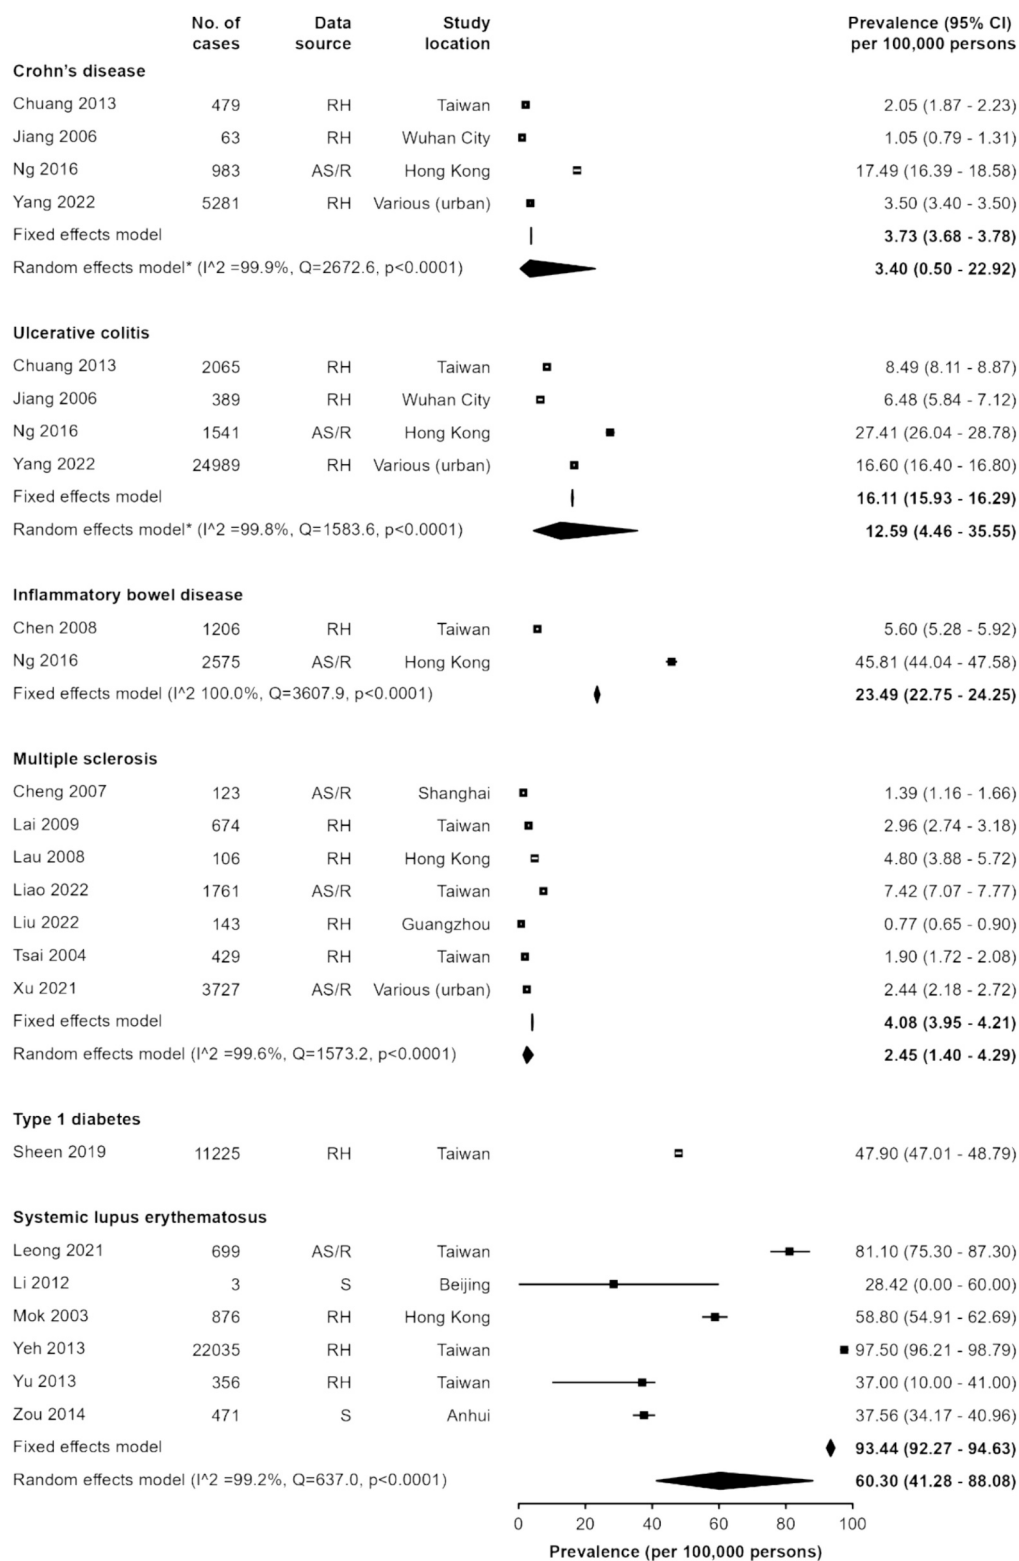 No. of cases Data source Study location Prevalence (95% CI) per 100,000 persons
Crohn's disease
Chuang 2013 479 RH Taiwan 2.05 (1.87 - 2.23)
Jiang 2006 63 RH Wuhan City 1.05 (0.79 - 1.31)
Ng 2016 983 AS/R Hong Kong 17.49 (16.39 - 18.58)
Yang 2022 5281 RH Various (urban) 3.50 (3.40 - 3.50)
Fixed effects model 3.73 (3.68 - 3.78)
Random effects model* (I^2 =99.9%, Q=2672.6, p<0.0001) 3.40 (0.50 - 22.92)
Ulcerative colitis
Chuang 2013 2065 RH Taiwan 8.49 (8.11 - 8.87)
Jiang 2006 389 RH Wuhan City 6.48 (5.84 - 7.12)
Ng 2016 1541 AS/R Hong Kong 27.41 (26.04 - 28.78)
Yang 2022 24989 RH Various (urban) 16.60 (16.40 - 16.80)
Fixed effects model 16.11 (15.93 - 16.29)
Random effects model* (I^2 =99.8%, Q=1583.6, p<0.0001) 12.59 (4.46 - 35.55)
Inflammatory bowel disease
Chen 2008 1206 RH Taiwan 5.60 (5.28 - 5.92)
Ng 2016 2575 AS/R Hong Kong 45.81 (44.04 - 47.58)
Fixed effects model (I^2 100.0%, Q=3607.9, p<0.0001) 23.49 (22.75 - 24.25)
Multiple sclerosis
Cheng 2007 123 AS/R Shanghai 1.39 (1.16 - 1.66)
Lai 2009 674 RH Taiwan 2.96 (2.74 - 3.18)
Lau 2008 106 RH Hong Kong 4.80 (3.88 - 5.72)
Liao 2022 1761 AS/R Taiwan 7.42 (7.07 - 7.77)
Liu 2022 143 RH Guangzhou 0.77 (0.65 - 0.90)
Tsai 2004 429 RH Taiwan 1.90 (1.72 - 2.08)
Xu 2021 3727 AS/R Various (urban) 2.44 (2.18 - 2.72)
Fixed effects model 4.08 (3.95 - 4.21)
Random effects model (I^2 =99.6%, Q=1573.2, p<0.0001) 2.45 (1.40 - 4.29)
Type 1 diabetes
Sheen 2019 11225 RH Taiwan 47.90 (47.01 - 48.79)
Systemic lupus erythematosus
Leong 2021 699 AS/R Taiwan 81.10 (75.30 - 87.30)
Li 2012 3 S Beijing 28.42 (0.00 - 60.00)
Mok 2003 876 RH Hong Kong 58.80 (54.91 - 62.69)
Yeh 2013 22035 RH Taiwan 97.50 (96.21 - 98.79)
Yu 2013 356 RH Taiwan 37.00 (10.00 - 41.00)
Zou 2014 471 S Anhui 37.56 (34.17 - 40.96)
Fixed effects model 93.44 (92.27 - 94.63)
Random effects model (I^2 =99.2%, Q=637.0, p<0.0001) 60.30 (41.28 - 88.08)
0 20 40 60 80 100
Prevalence (per 100,000 persons)